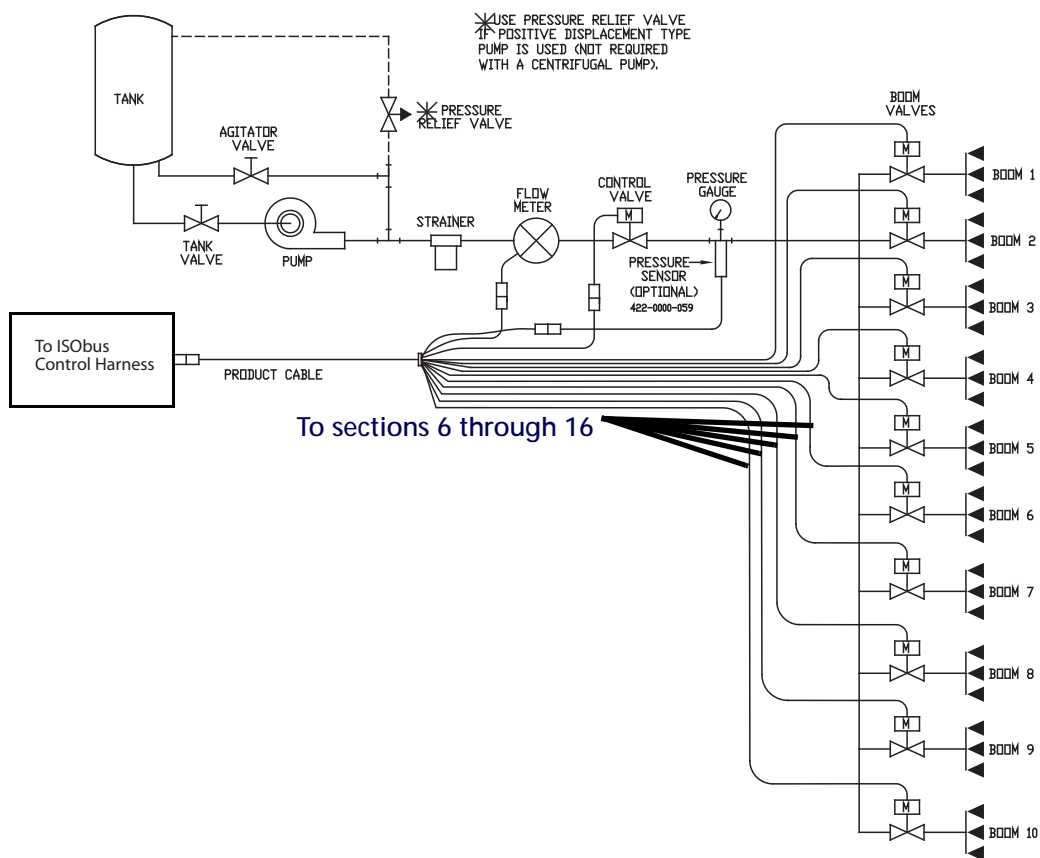 USE PRESSURE RELIEF VALVE
IF POSITIVE DISPLACEMENT TYPE
PUMP IS USED (NOT REQUIRED
WITH A CENTRIFUGAL PUMP).
TANK
PRESSURE
RELIEF VALVE
AGITATOR
VALVE
TANK
VALVE
PUMP
STRAINER
FLOW
METER
CONTROL
VALVE
M
PRESSURE
GAUGE
PRESSURE
SENSOR
(OPTIONAL)
422-0000-059
BOOM
VALVES
M
BOOM 1
M
BOOM 2
M
BOOM 3
M
BOOM 4
M
BOOM 5
M
BOOM 6
M
BOOM 7
M
BOOM 8
M
BOOM 9
M
BOOM 10
To ISObus
Control Harness
PRODUCT CABLE
To sections 6 through 16